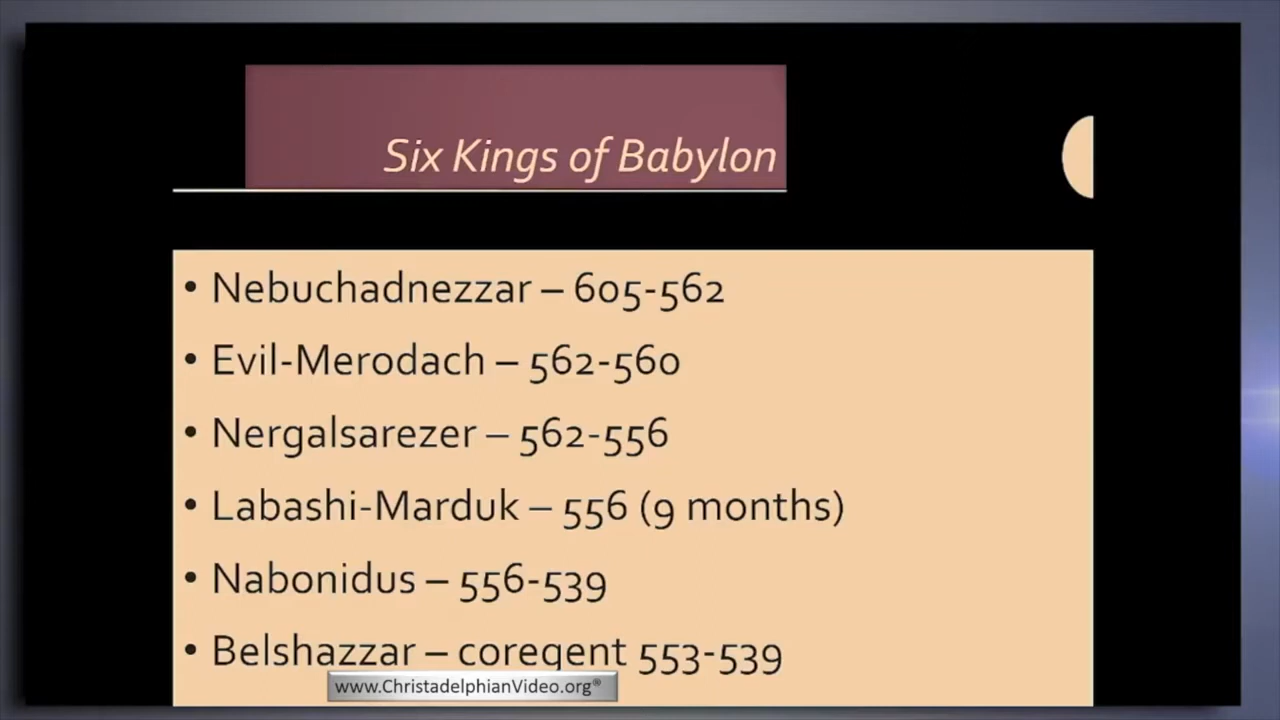 Six Kings of Babylon
• Nebuchadnezzar – 605-562
• Evil-Merodach – 562-560
• Nergalsarezer – 562-556
• Labashi-Marduk – 556 (9 months)
• Nabonidus – 556-539
• Belshazzar – coregent 553-539
www.ChristadelphianVideo.org®